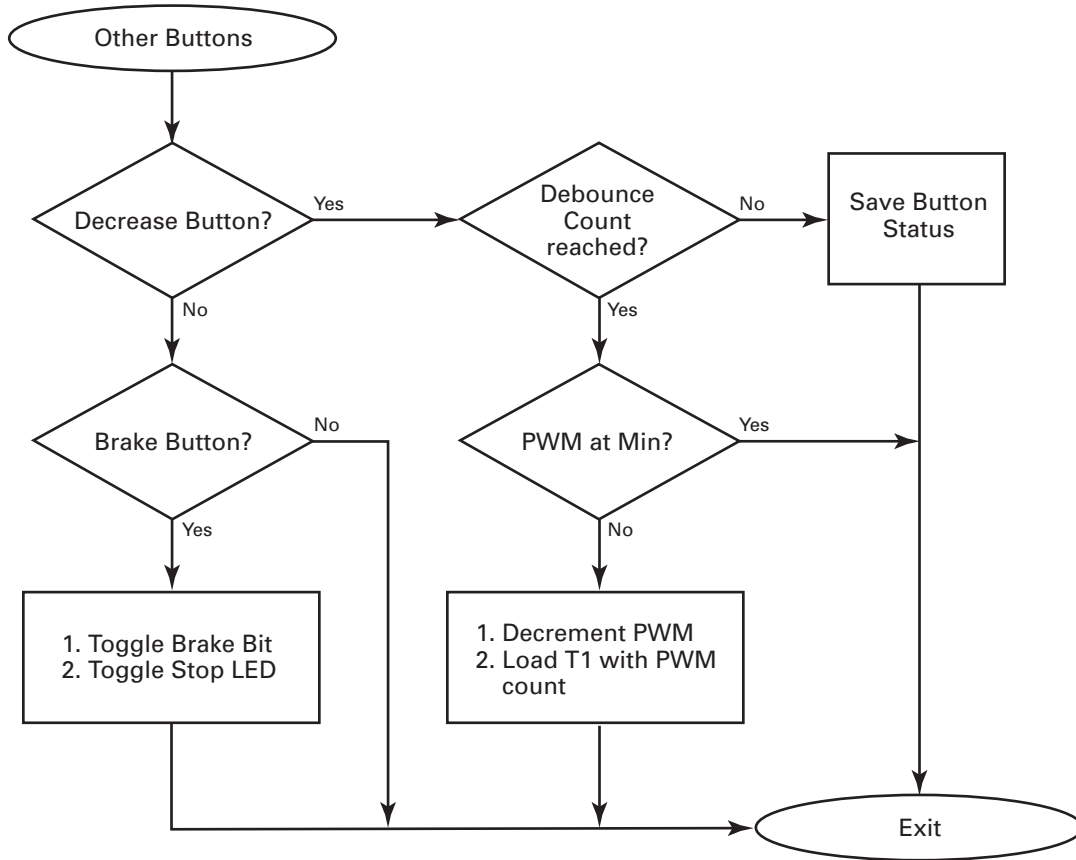 Other Buttons
Decrease Button?
Yes
Debounce
Count
reached?
No
Save Button
Status
No
Yes
Brake Button?
No
PWM at Min?
Yes
Yes
No
1. Toggle Brake Bit
2. Toggle Stop LED
1. Decrement PWM
2. Load T1 with PWM
count
Exit